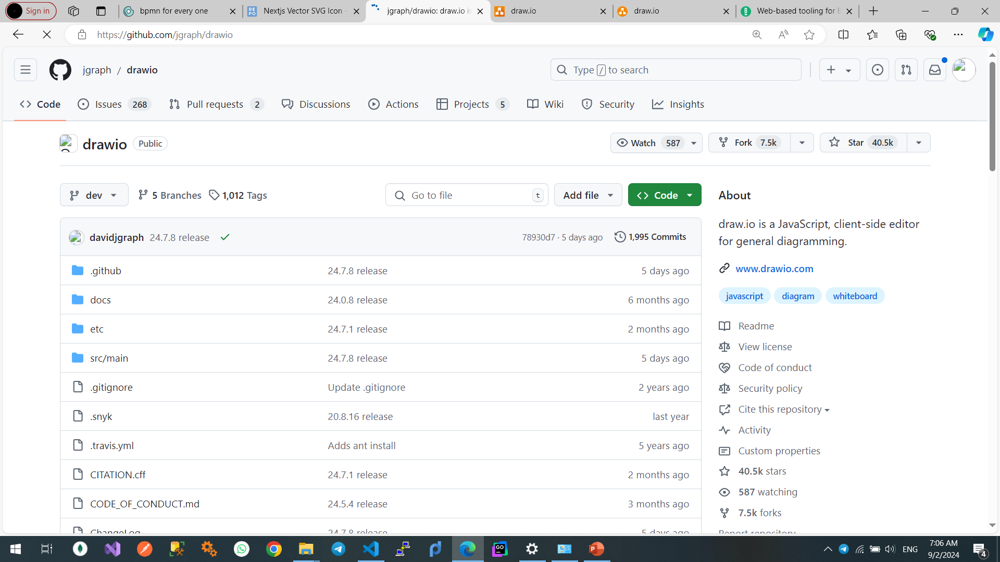 Sign in
bpmn for every one
Nextjs Vector SVG Icon -
jgraph/drawio: draw.io is
draw.io
draw.io
Web-based tooling for B
https://github.com/jgraph/drawio
jgraph / drawio
Type / to search
Code
Issues 268
Pull requests 2
Discussions
Actions
Projects 5
Wiki
Security
Insights
drawio Public
Watch 587
Fork 7.5k
Star 40.5k
dev
5 Branches
1,012 Tags
Go to file t
Add file
Code
davidjgraph 24.7.8 release
78930d7 · 5 days ago
1,995 Commits
.github 24.7.8 release 5 days ago
docs 24.0.8 release 6 months ago
etc 24.7.1 release 2 months ago
src/main 24.7.8 release 5 days ago
.gitignore Update .gitignore 2 years ago
.snyk 20.8.16 release last year
.travis.yml Adds ant install 5 years ago
CITATION.cff 24.7.1 release 2 months ago
CODE_OF_CONDUCT.md 24.5.4 release 3 months ago
ChangeLog 24.7.8 release 5 days ago
About
draw.io is a JavaScript, client-side editor
for general diagramming.
www.drawio.com
javascript diagram whiteboard
Readme
View license
Code of conduct
Security policy
Cite this repository
Activity
Custom properties
40.5k stars
587 watching
7.5k forks
Report repository
GO
ENG
7:06 AM
9/2/2024
4